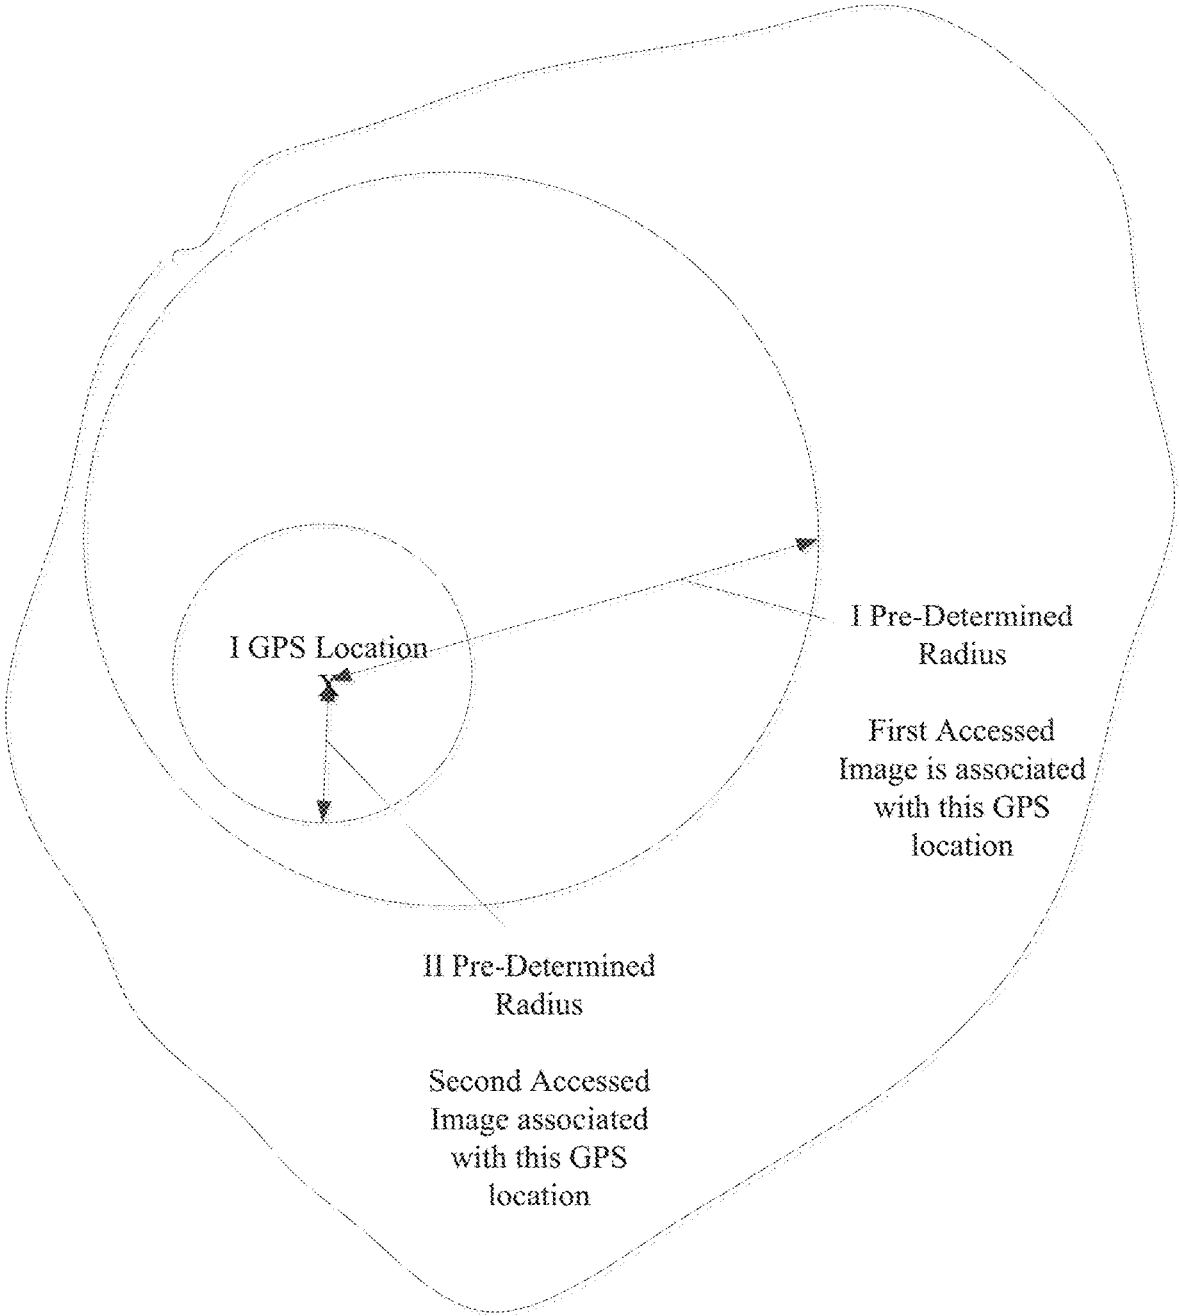 I GPS Location
I Pre-Determined
Radius
First Accessed
Image is associated
with this GPS
location
II Pre-Determined
Radius
Second Accessed
Image associated
with this GPS
location